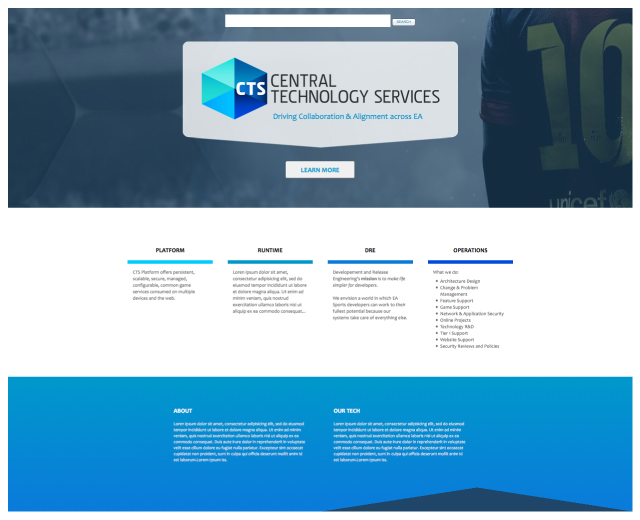 SEARCH
10
CTS
CENTRAL
TECHNOLOGY SERVICES
Driving Collaboration & Alignment across EA
unicef
LEARN MORE
PLATFORM
CTS Platform offers persistent,
scalable, secure, managed,
configurable, common game
services consumed on multiple
devices and the web.
RUNTIME
Lorem ipsum dolor sit amet,
consectetur adipisicing elit, sed do
eiusmod tempor incididunt ut labore
et dolore magna aliqua. Ut enim ad
minim veniam, quis nostrud
exercitation ullamco laboris nisi ut
aliquip ex ea commodo consequat...
DRE
Developement and Release
Engineering's mission is to make life
simpler for developers.
We envision a world in which EA
Sports developers can work to their
fullest potential because our
systems take care of everything else.
OPERATIONS
What we do:
Architecture Design
Change & Problem
Management
Feature Support
Game Support
Network & Application Security
Online Projects
Technology R&D
Tier 1 Support
Website Support
Security Reviews and Policies
ABOUT
Lorem ipsum dolor sit amet, consectetur adipisicing elit, sed do eiusmod
tempor incididunt ut labore et dolore magna aliqua. Ut enim ad minim
veniam, quis nostrud exercitation ullamco laboris nisi ut aliquip ex ea
commodo consequat. Duis aute irure dolor in reprehenderit in voluptate
velit esse cillum dolore eu fugiat nulla pariatur. Excepteur sint occaecat
cupidatat non proident, sunt in culpa qui officia deserunt mollit anim id
est laborum.Lorem ipsum les.
OUR TECH
Lorem ipsum dolor sit amet, consectetur adipisicing elit, sed do eiusmod
tempor incididunt ut labore et dolore magna aliqua. Ut enim ad minim
veniam, quis nostrud exercitation ullamco laboris nisi ut aliquip ex ea
commodo consequat. Duis aute irure dolor in reprehenderit in voluptate
velit esse cillum dolore eu fugiat nulla pariatur. Excepteur sint occaecat
cupidatat non proident, sunt in culpa qui officia deserunt mollit anim id
est laborum.Lorem ipsum les.